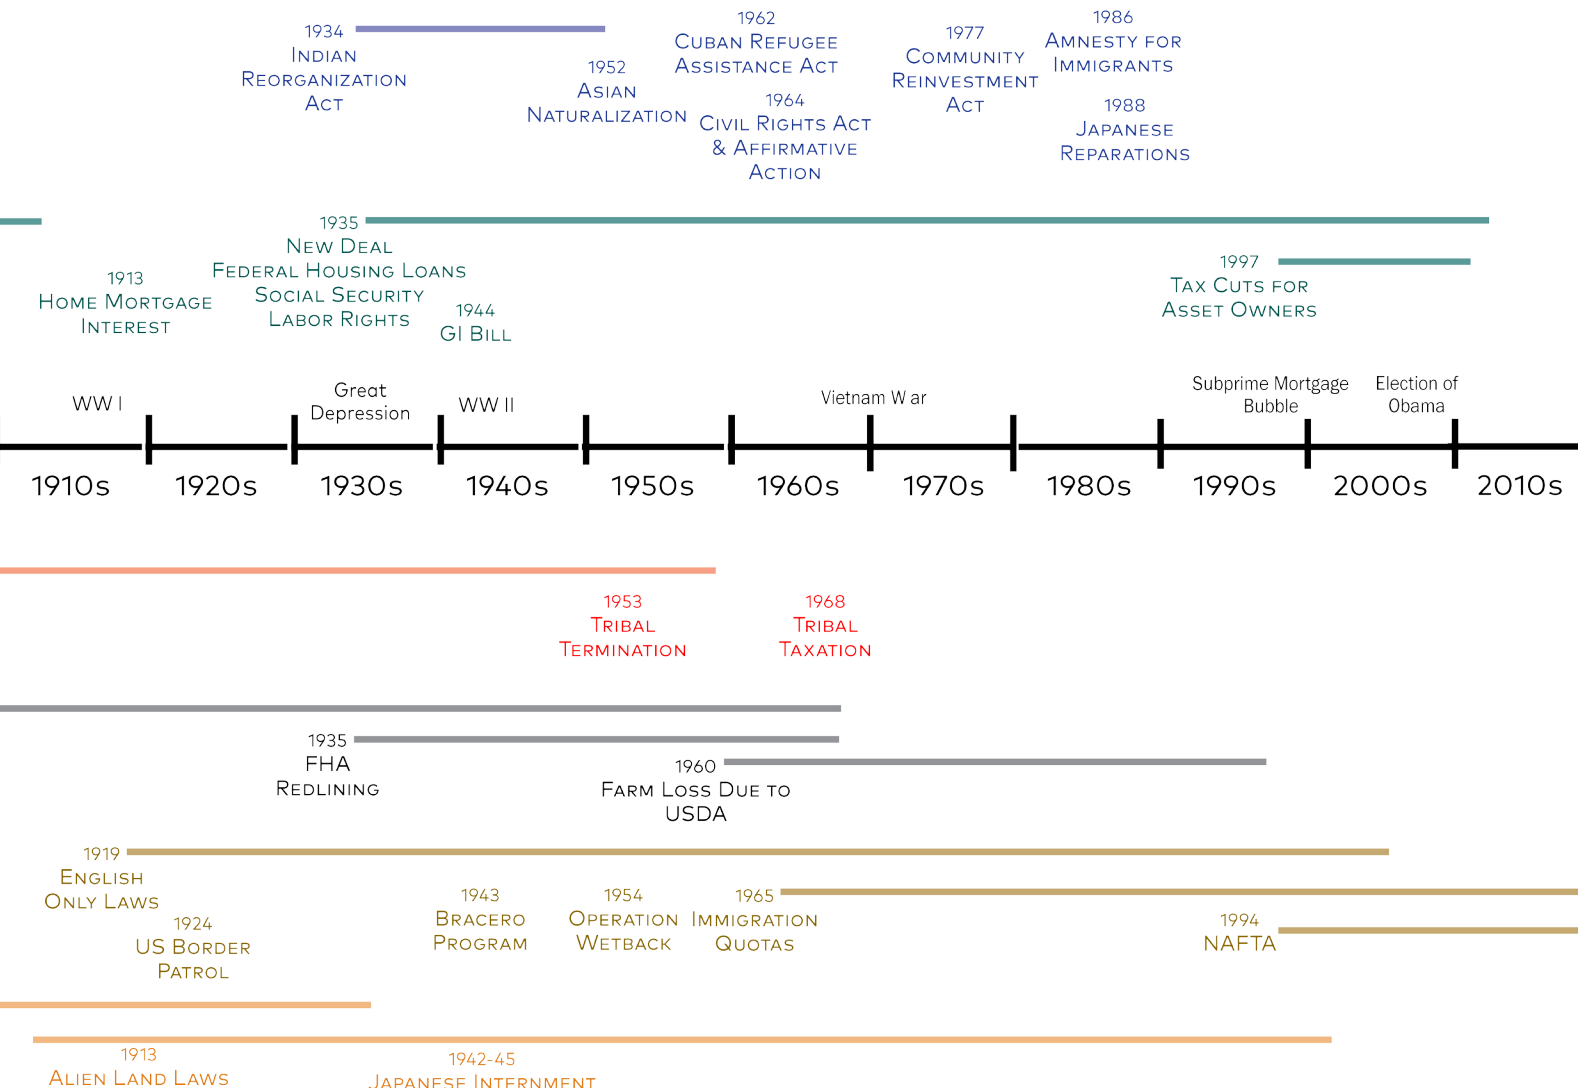 1934
Indian
Reorganization
Act
1952
Asian
Naturalization
1962
Cuban Refugee
Assistance Act
1964
Civil Rights Act
& Affirmative
Action
1977
Community
Reinvestment
Act
1986
Amnesty for
Immigrants
1988
Japanese
Reparations
1913
Home Mortgage
Interest
1935
New Deal
Federal Housing Loans
Social Security
Labor Rights
1944
GI Bill
1997
Tax Cuts for
Asset Owners
WW I
Great
Depression
WW II
Vietnam W ar
Subprime Mortgage
Bubble
Election of
Obama
1910s
1920s
1930s
1940s
1950s
1960s
1970s
1980s
1990s
2000s
2010s
1953
Tribal
Termination
1968
Tribal
Taxation
1935
FHA
Redlining
1960
Farm Loss Due to
USDA
1919
English
Only Laws
1924
US Border
Patrol
1943
Bracero
Program
1954
Operation
Wetback
1965
Immigration
Quotas
1994
NAFTA
1913
Alien Land Laws
1942-45
Japanese Internment